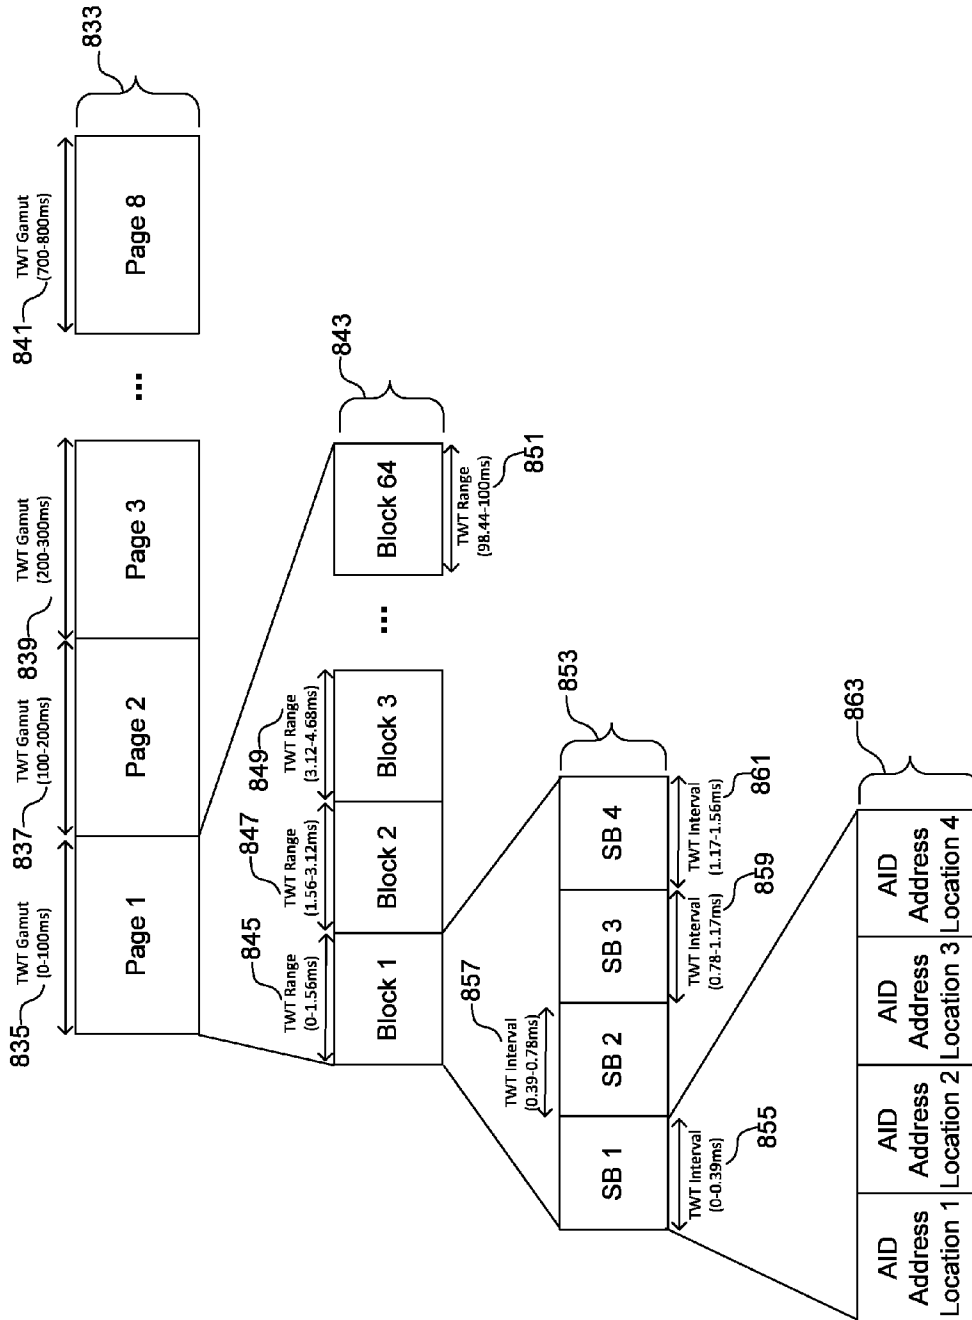 835
TWT Gamut
(0-100ms)
837
TWT Gamut
(100-200ms)
839
TWT Gamut
(200-300ms)
841
TWT Gamut
(700-800ms)
Page 1
Page 2
Page 3
...
Page 8
833
845
TWT Range
(0-1.56ms)
847
TWT Range
(1.56-3.12ms)
849
TWT Range
(3.12-4.68ms)
Block 1
Block 2
Block 3
...
Block 64
843
TWT Range
(98.44-100ms)
851
857
TWT Interval
(0.39-0.78ms)
SB 1
SB 2
SB 3
SB 4
853
TWT Interval
(0-0.39ms)
855
TWT Interval
(0.78-1.17ms)
859
TWT Interval
(1.17-1.56ms)
861
AID
Address
Location 1
AID
Address
Location 2
AID
Address
Location 3
AID
Address
Location 4
863